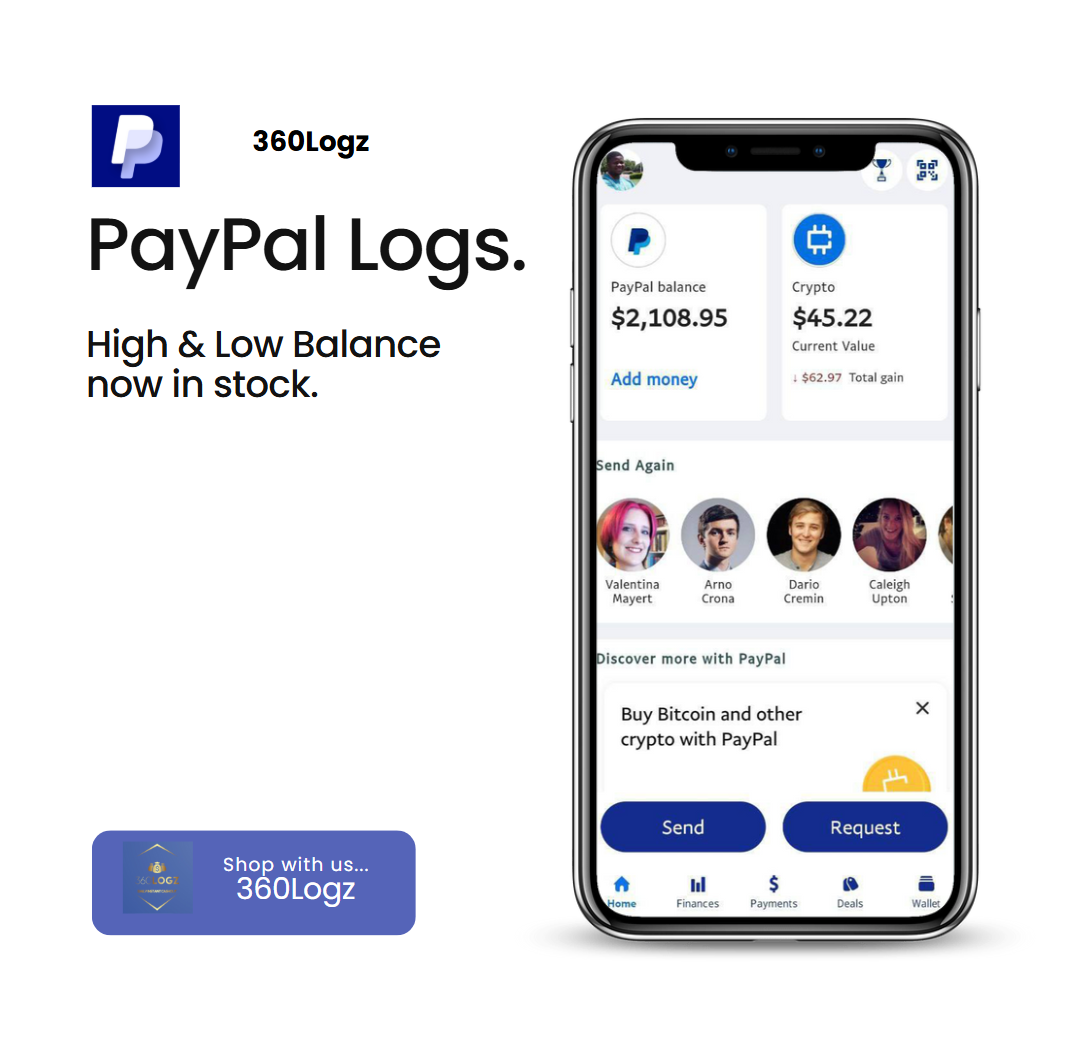 360Logz
PayPal Logs.
High & Low Balance
now in stock.
Shop with us...
360Logz
360LOGZ
PayPal balance
$2,108.95
Add money
Crypto
$45.22
Current Value
↓ $62.97 Total gain
Send Again
Valentina
Mayert
Arno
Crona
Dario
Cremin
Caleigh
Upton
Discover more with PayPal
Buy Bitcoin and other
crypto with PayPal
Send
Request
Home
Finances
Payments
Deals
Wallet